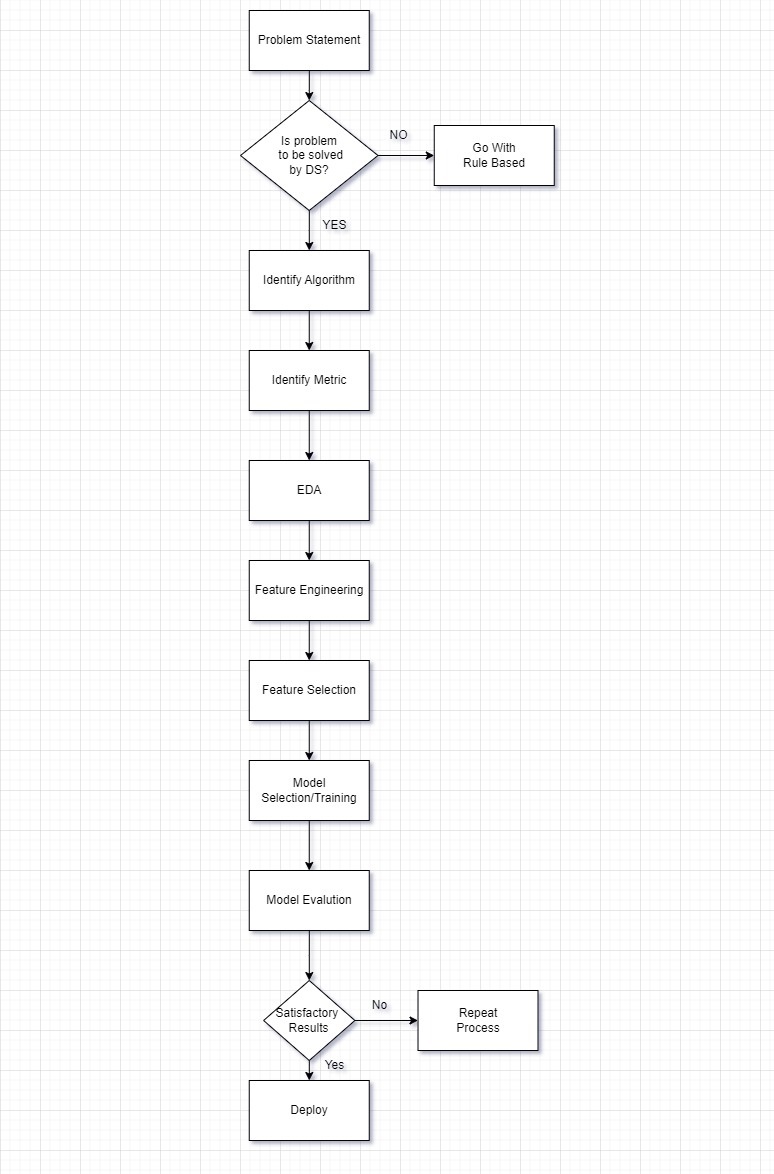 Problem Statement
Is problem
to be solved
by DS?
NO
Go With
Rule Based
YES
Identify Algorithm
Identify Metric
EDA
Feature Engineering
Feature Selection
Model
Selection/Training
Model Evalution
Satisfactory
Results
No
Repeat
Process
Yes
Deploy